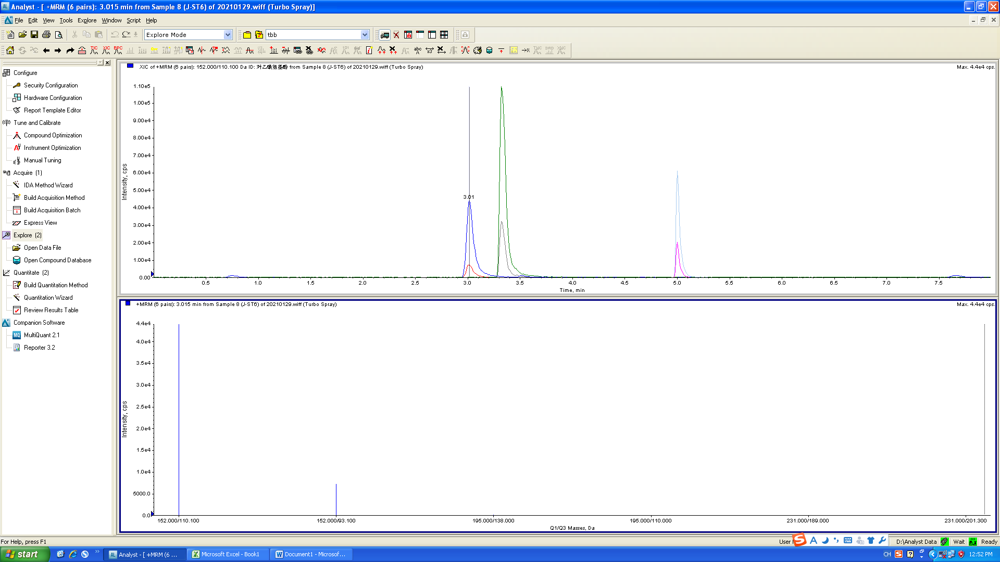 Analyst - [ +MRM (6 pairs): 3.015 min from Sample 8 (J-ST6) of 20210129.wiff (Turbo Spray)]
File Edit View Tools Explore Window Script Help
Explore Mode
tbb
TIC XIC BPC
Configure
Security Configuration
Hardware Configuration
Report Template Editor
Tune and Calibrate
Compound Optimization
Instrument Optimization
Manual Tuning
Acquire (1)
IDA Method Wizard
Build Acquisition Method
Build Acquisition Batch
Express View
Explore (2)
Open Data File
Open Compound Database
Quantitate (2)
Build Quantitation Method
Quantitation Wizard
Review Results Table
Companion Software
MultiQuant 2.1
Reporter 3.2
XIC of +MRM (6 pairs): 152.000/110.100 Da ID: 对乙酰氨基酚 from Sample 8 (J-ST6) of 20210129.wiff (Turbo Spray)
Max. 4.4e4 cps.
Intensity, cps
1.10e5
1.00e5
9.00e4
8.00e4
7.00e4
6.00e4
5.00e4
4.00e4
3.00e4
2.00e4
1.00e4
0.00
3.01
0.5 1.0 1.5 2.0 2.5 3.0 3.5 4.0 4.5 5.0 5.5 6.0 6.5 7.0 7.5
Time, min
+MRM (6 pairs): 3.015 min from Sample 8 (J-ST6) of 20210129.wiff (Turbo Spray)
Max. 4.4e4 cps.
Intensity, cps
4.4e4
4.0e4
3.5e4
3.0e4
2.5e4
2.0e4
1.5e4
1.0e4
5000.0
0.0
152.000/110.100 152.000/93.100 195.000/138.000 195.000/110.000 231.000/189.000 231.000/201.300
Q1/Q3 Masses, Da
For Help, press F1
D:\Analyst Data Wait Ready
start
Analyst - [ +MRM (6 ...
Microsoft Excel - Book1
Document1 - Microsof...
CH
12:52 PM